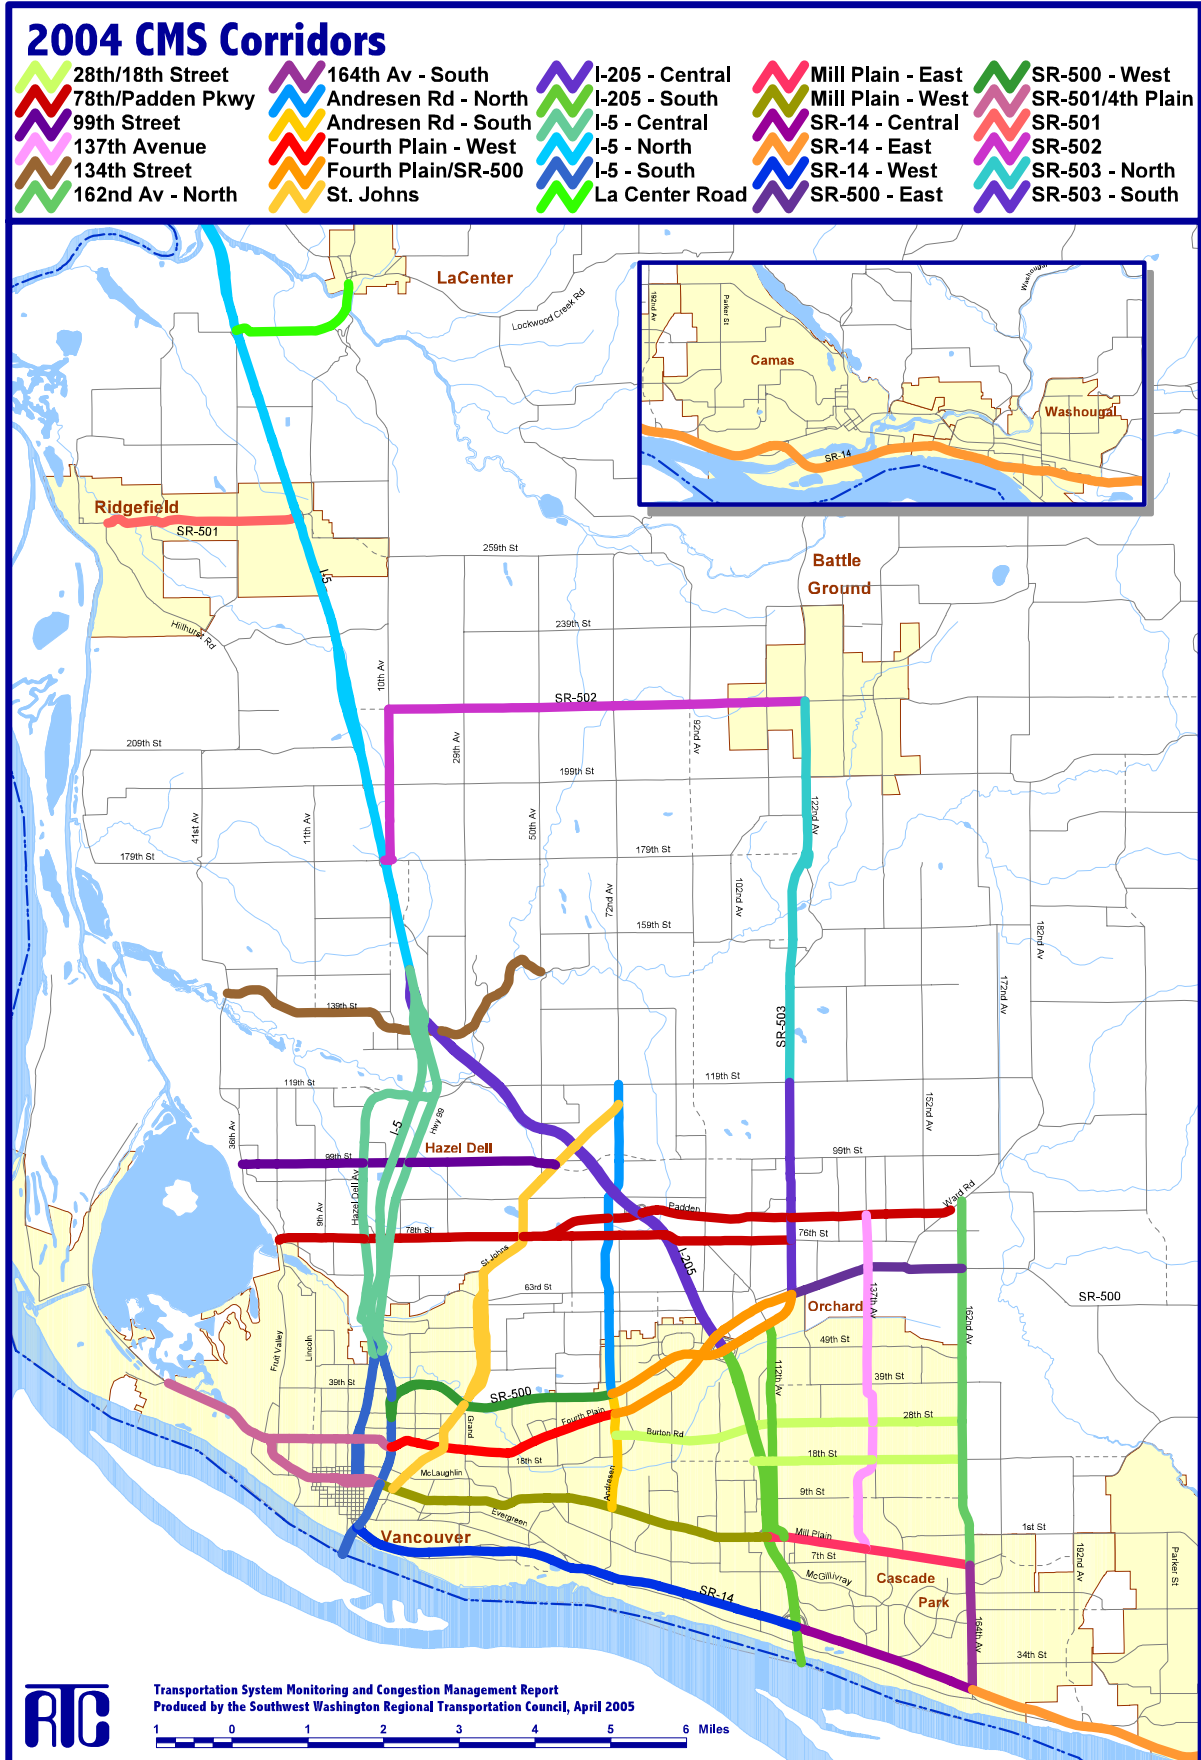 2004 CMS Corridors
28th/18th Street
78th/Padden Pkwy
99th Street
137th Avenue
134th Street
162nd Av - North
164th Av - South
Andresen Rd - North
Andresen Rd - South
Fourth Plain - West
Fourth Plain/SR-500
St. Johns
I-205 - Central
I-205 - South
I-5 - Central
I-5 - North
I-5 - South
La Center Road
Mill Plain - East
Mill Plain - West
SR-14 - Central
SR-14 - East
SR-14 - West
SR-500 - East
SR-500 - West
SR-501/4th Plain
SR-501
SR-502
SR-503 - North
SR-503 - South
LaCenter
Lockwood Creek Rd
192nd Av
Parker St
Camas
Washougal
SR-14
Ridgefield
SR-501
I-5
Hillhurst Rd
259th St
Battle
Ground
239th St
10th Av
SR-502
209th St
29th Av
92nd Av
199th St
122nd Av
41st Av
11th Av
50th Av
179th St
179th St
72nd Av
102nd Av
159th St
182nd Av
172nd Av
139th St
SR-503
119th St
119th St
152nd Av
36th Av
I-5
Hwy 99
Hazel Dell
99th St
99th St
Hazel Dell Av
9th Av
78th St
Padden
Ward Rd
76th St
St Johns
I-205
63rd St
137th Av
Orchards
162nd Av
SR-500
Fruit Valley
Lincoln
49th St
39th St
SR-500
112th Av
39th St
Grand
Fourth Plain
28th St
Burton Rd
18th St
18th St
McLaughlin
Andresen
9th St
Evergreen
Vancouver
Mill Plain
1st St
7th St
McGillivray
Cascade
Park
192nd Av
Parker St
SR-14
164th Av
34th St
RTC
Transportation System Monitoring and Congestion Management Report
Produced by the Southwest Washington Regional Transportation Council, April 2005
1 0 1 2 3 4 5 6 Miles